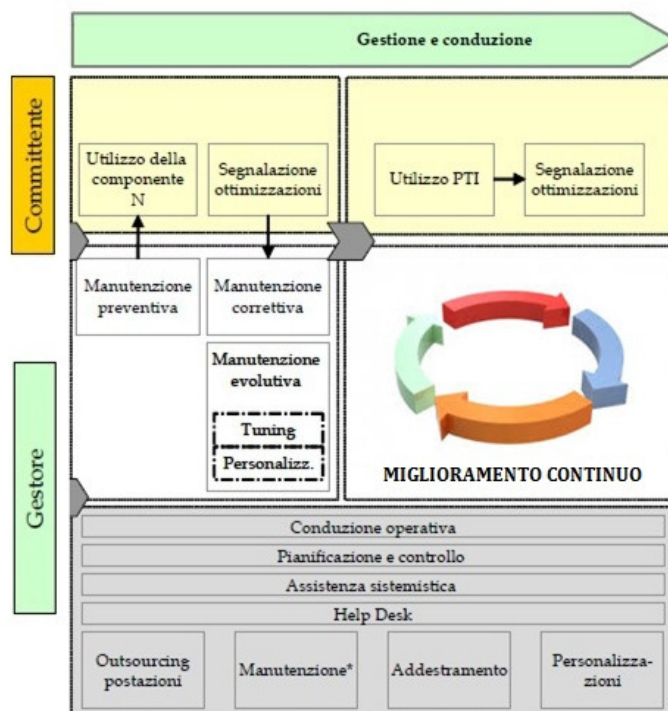 Gestione e conduzione
Committente
Utilizzo della
componente
N
Segnalazione
ottimizzazioni
Utilizzo PTI
Segnalazione
ottimizzazioni
Gestore
Manutenzione
preventiva
Manutenzione
correttiva
Manutenzione
evolutiva
Tuning
Personalizz.
MIGLIORAMENTO CONTINUO
Conduzione operativa
Pianificazione e controllo
Assistenza sistemistica
Help Desk
Outsourcing
postazioni
Manutenzione*
Addestramento
Personalizza-
zioni